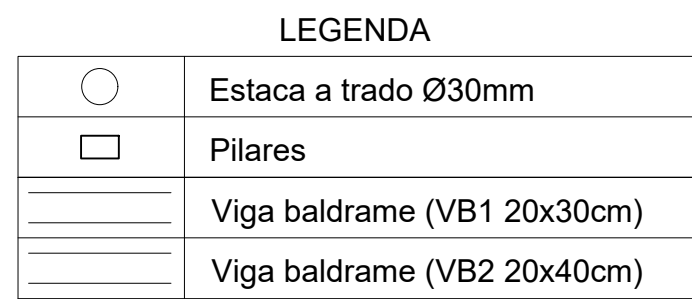 LEGENDA
Estaca a trado Ø30mm
Pilares
Viga baldrame (VB1 20x30cm)
Viga baldrame (VB2 20x40cm)